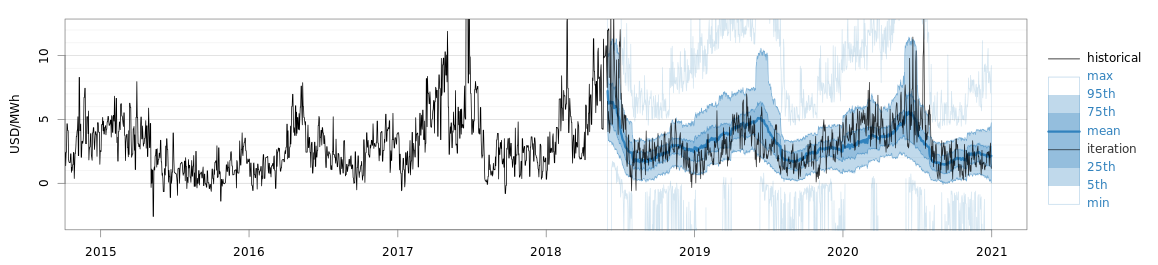 USD/MWh
10
5
0
2015 2016 2017 2018 2019 2020 2021
historical
max
95th
75th
mean
iteration
25th
5th
min